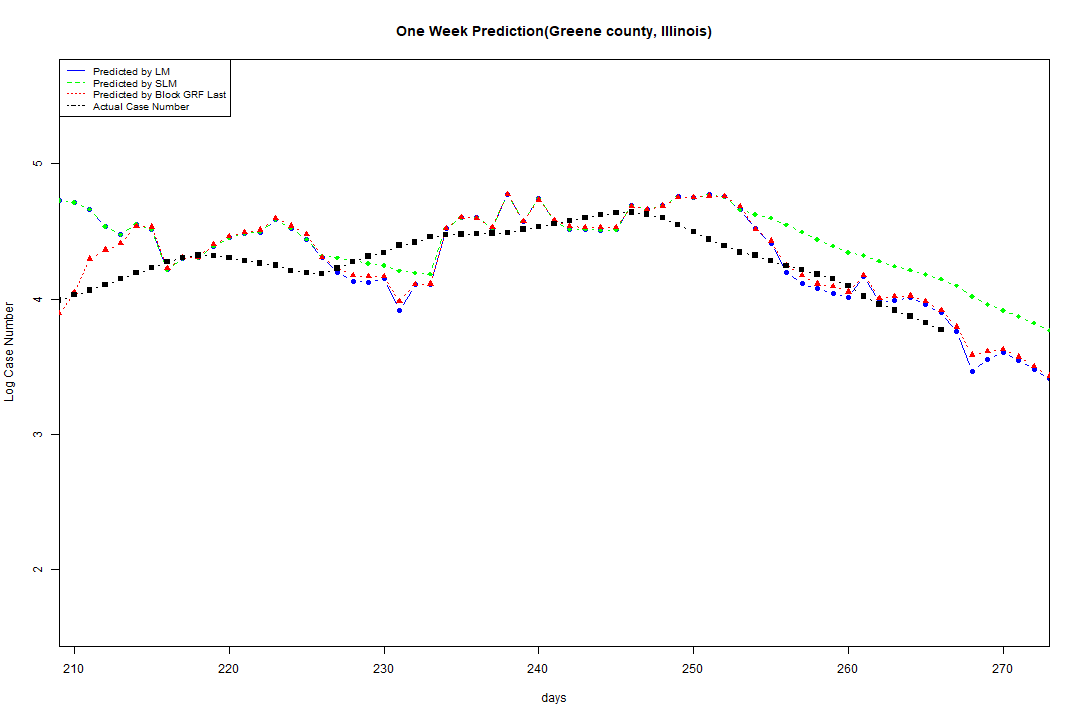 One Week Prediction(Greene county, Illinois)
Predicted by LM
Predicted by SLM
Predicted by Block GRF Last
Actual Case Number
5
4
3
2
Log Case Number
210 220 230 240 250 260 270
days